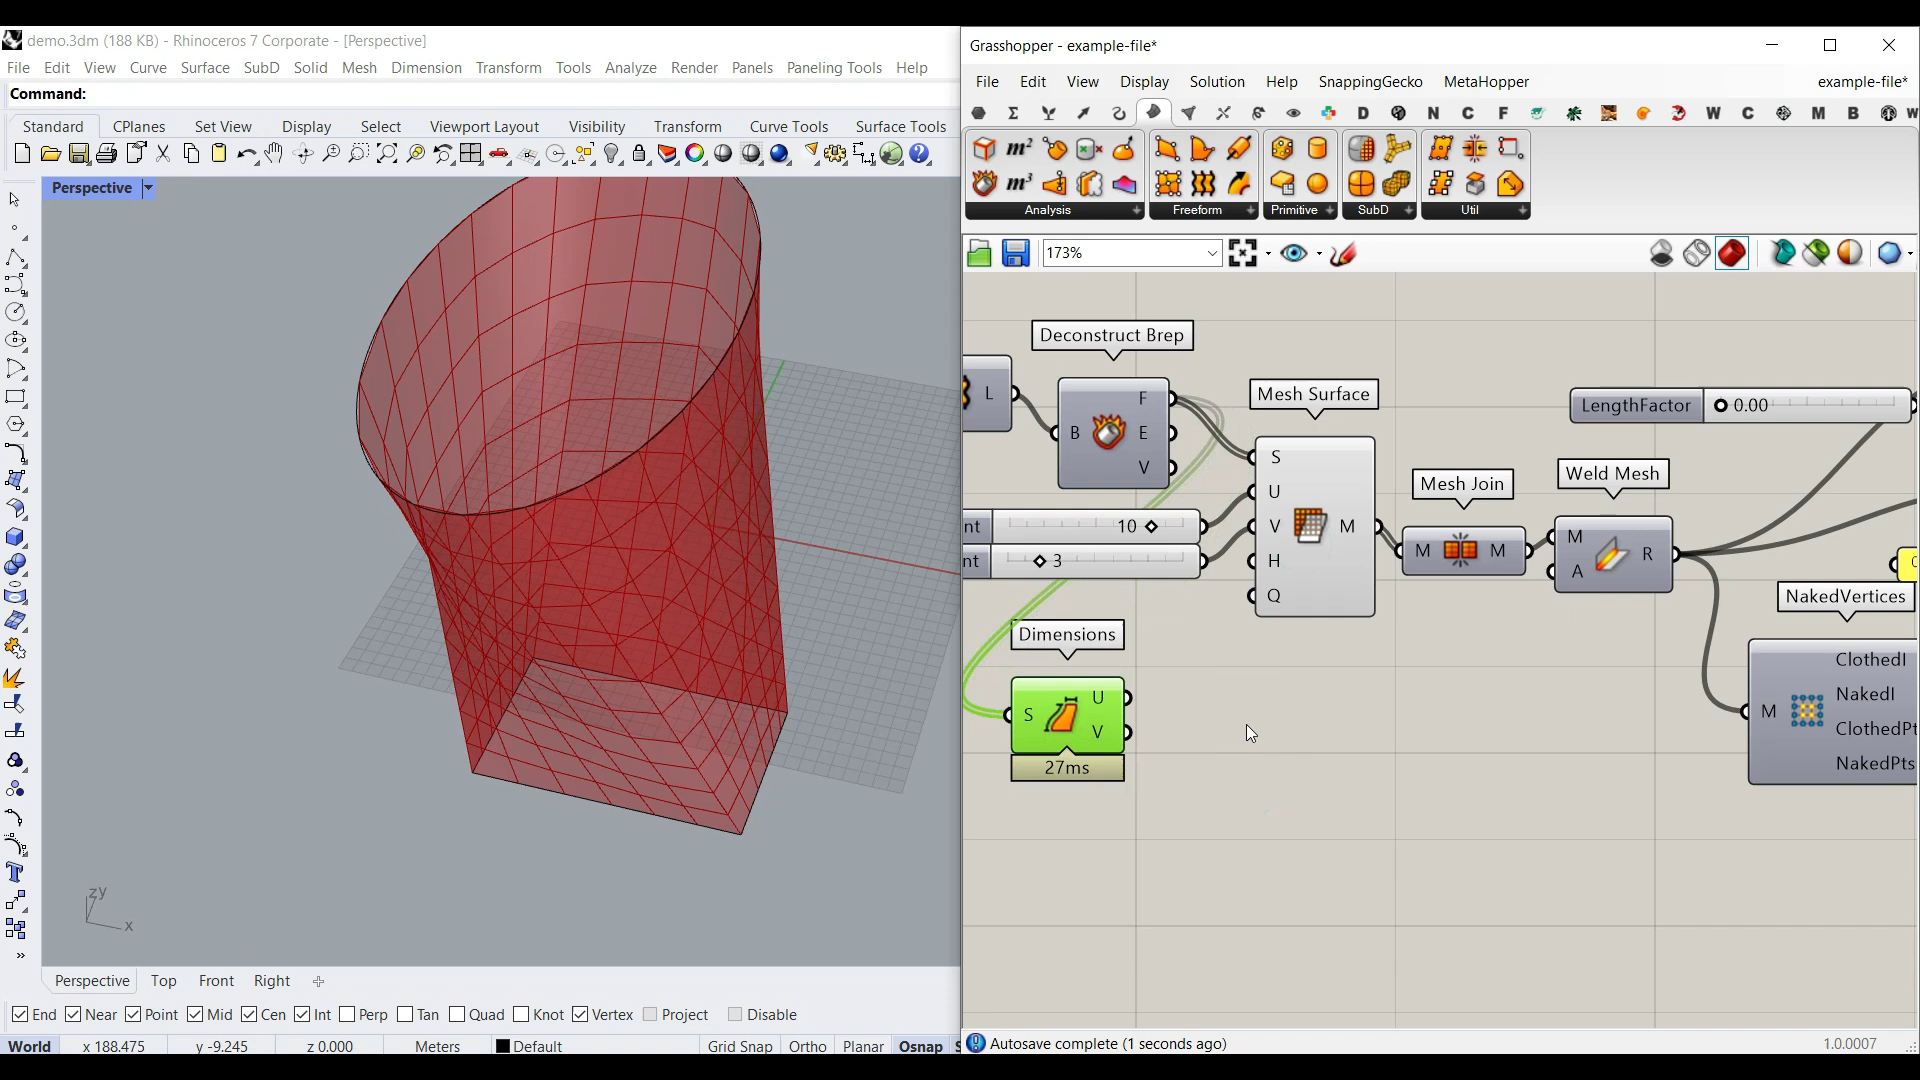 demo.3dm (188 KB) - Rhinoceros 7 Corporate - [Perspective]
File Edit View Curve Surface SubD Solid Mesh Dimension Transform Tools Analyze Render Panels Paneling Tools Help
Command:
Standard CPlanes Set View Display Select Viewport Layout Visibility Transform Curve Tools Surface Tools
Perspective
zy
x
Perspective Top Front Right
End Near Point Mid Cen Int Perp Tan Quad Knot Vertex Project Disable
World x 188.475 y -9.245 z 0.000 Meters Default Grid Snap Ortho Planar Osnap S
Grasshopper - example-file*
File Edit View Display Solution Help SnappingGecko MetaHopper example-file*
D N C F W C M B W
m² m³
Analysis Freeform Primitive SubD Util
173%
Deconstruct Brep
L
B F E V
Mesh Surface
S U V H Q M
LengthFactor 0.00
Mesh Join
M M
Weld Mesh
M A R
nt 10
nt 3
Dimensions
S U V
27ms
NakedVertices
M
ClothedI
NakedI
ClothedPt
NakedPts
Autosave complete (1 seconds ago) 1.0.0007